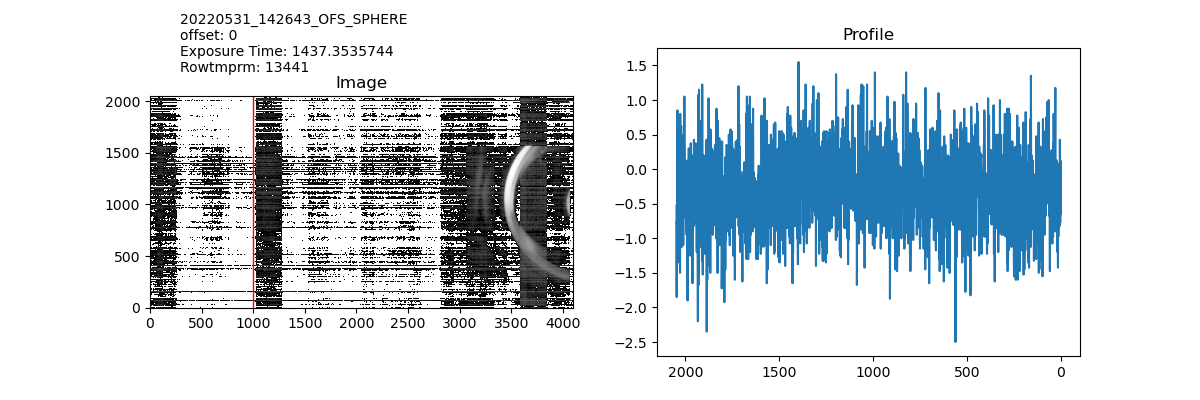 20220531_142643_OFS_SPHERE
offset: 0
Exposure Time: 1437.3535744
Rowtmprm: 13441
Image
2000
1500
1000
500
0
0 500 1000 1500 2000 2500 3000 3500 4000
Profile
1.5
1.0
0.5
0.0
−0.5
−1.0
−1.5
−2.0
−2.5
2000 1500 1000 500 0